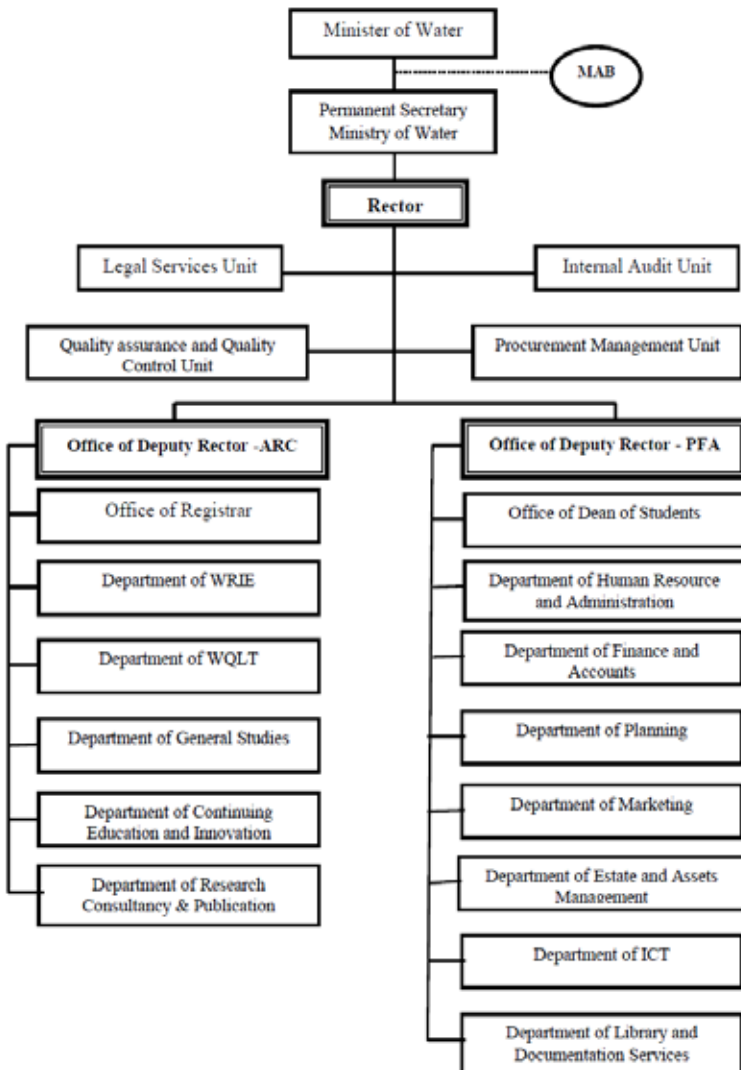 Minister of Water
MAB
Permanent Secretary
Ministry of Water
Rector
Legal Services Unit
Internal Audit Unit
Quality assurance and Quality
Control Unit
Procurement Management Unit
Office of Deputy Rector -ARC
Office of Registrar
Department of WRIE
Department of WQLT
Department of General Studies
Department of Continuing
Education and Innovation
Department of Research
Consultancy & Publication
Office of Deputy Rector - PFA
Office of Dean of Students
Department of Human Resource
and Administration
Department of Finance and
Accounts
Department of Planning
Department of Marketing
Department of Estate and Assets
Management
Department of ICT
Department of Library and
Documentation Services